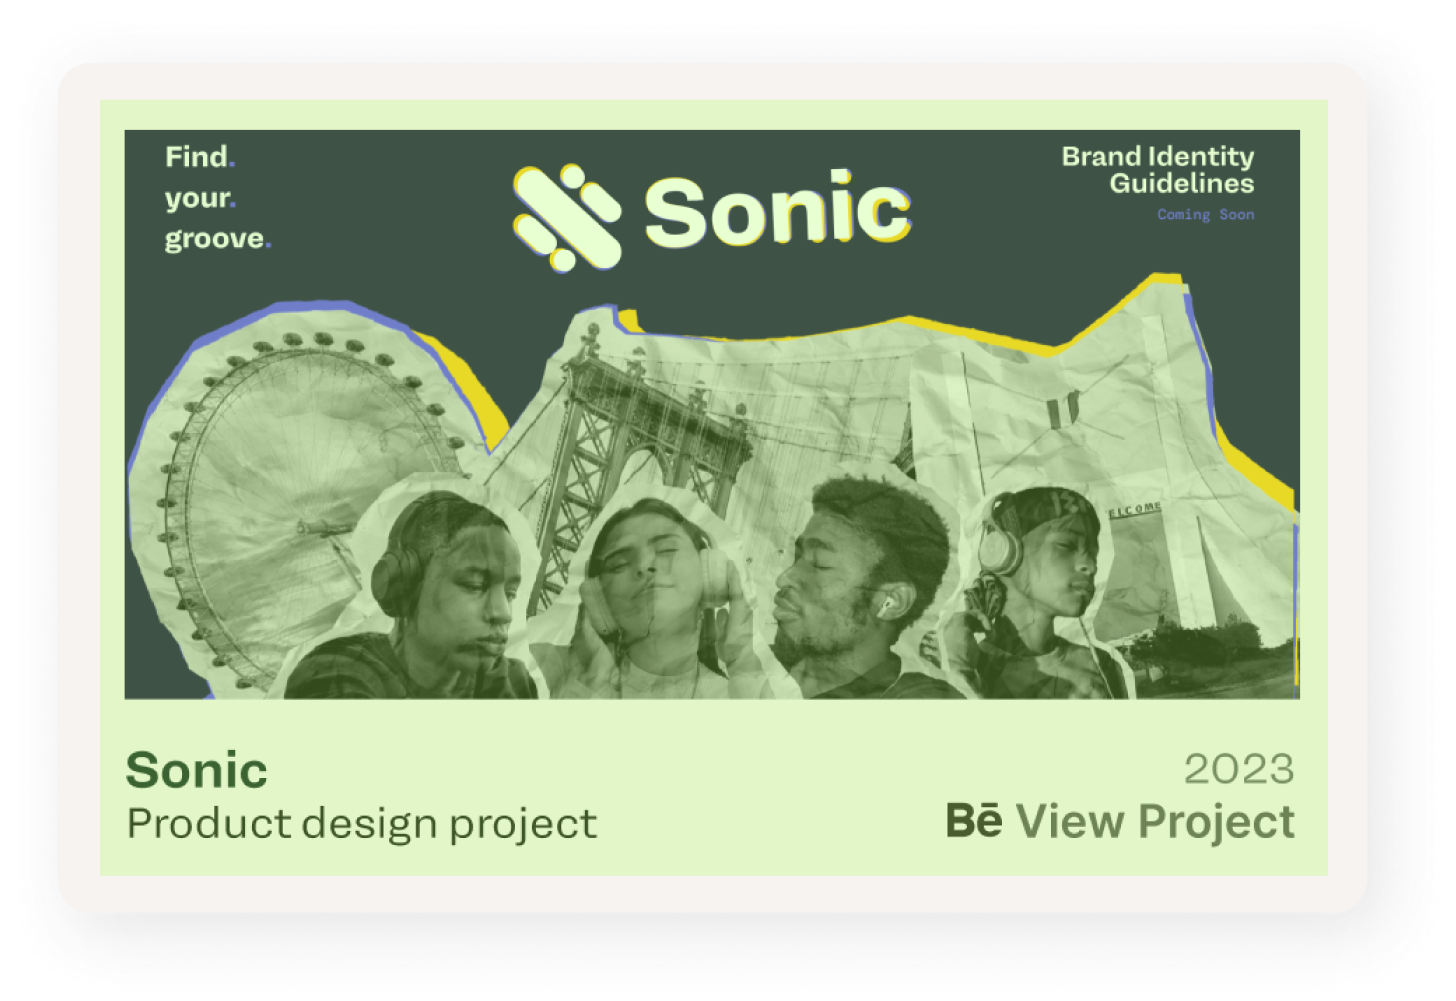 Find.
your.
groove.
Sonic
Brand Identity
Guidelines
Coming Soon
ELCOME
Sonic
Product design project
2023
Bē View Project